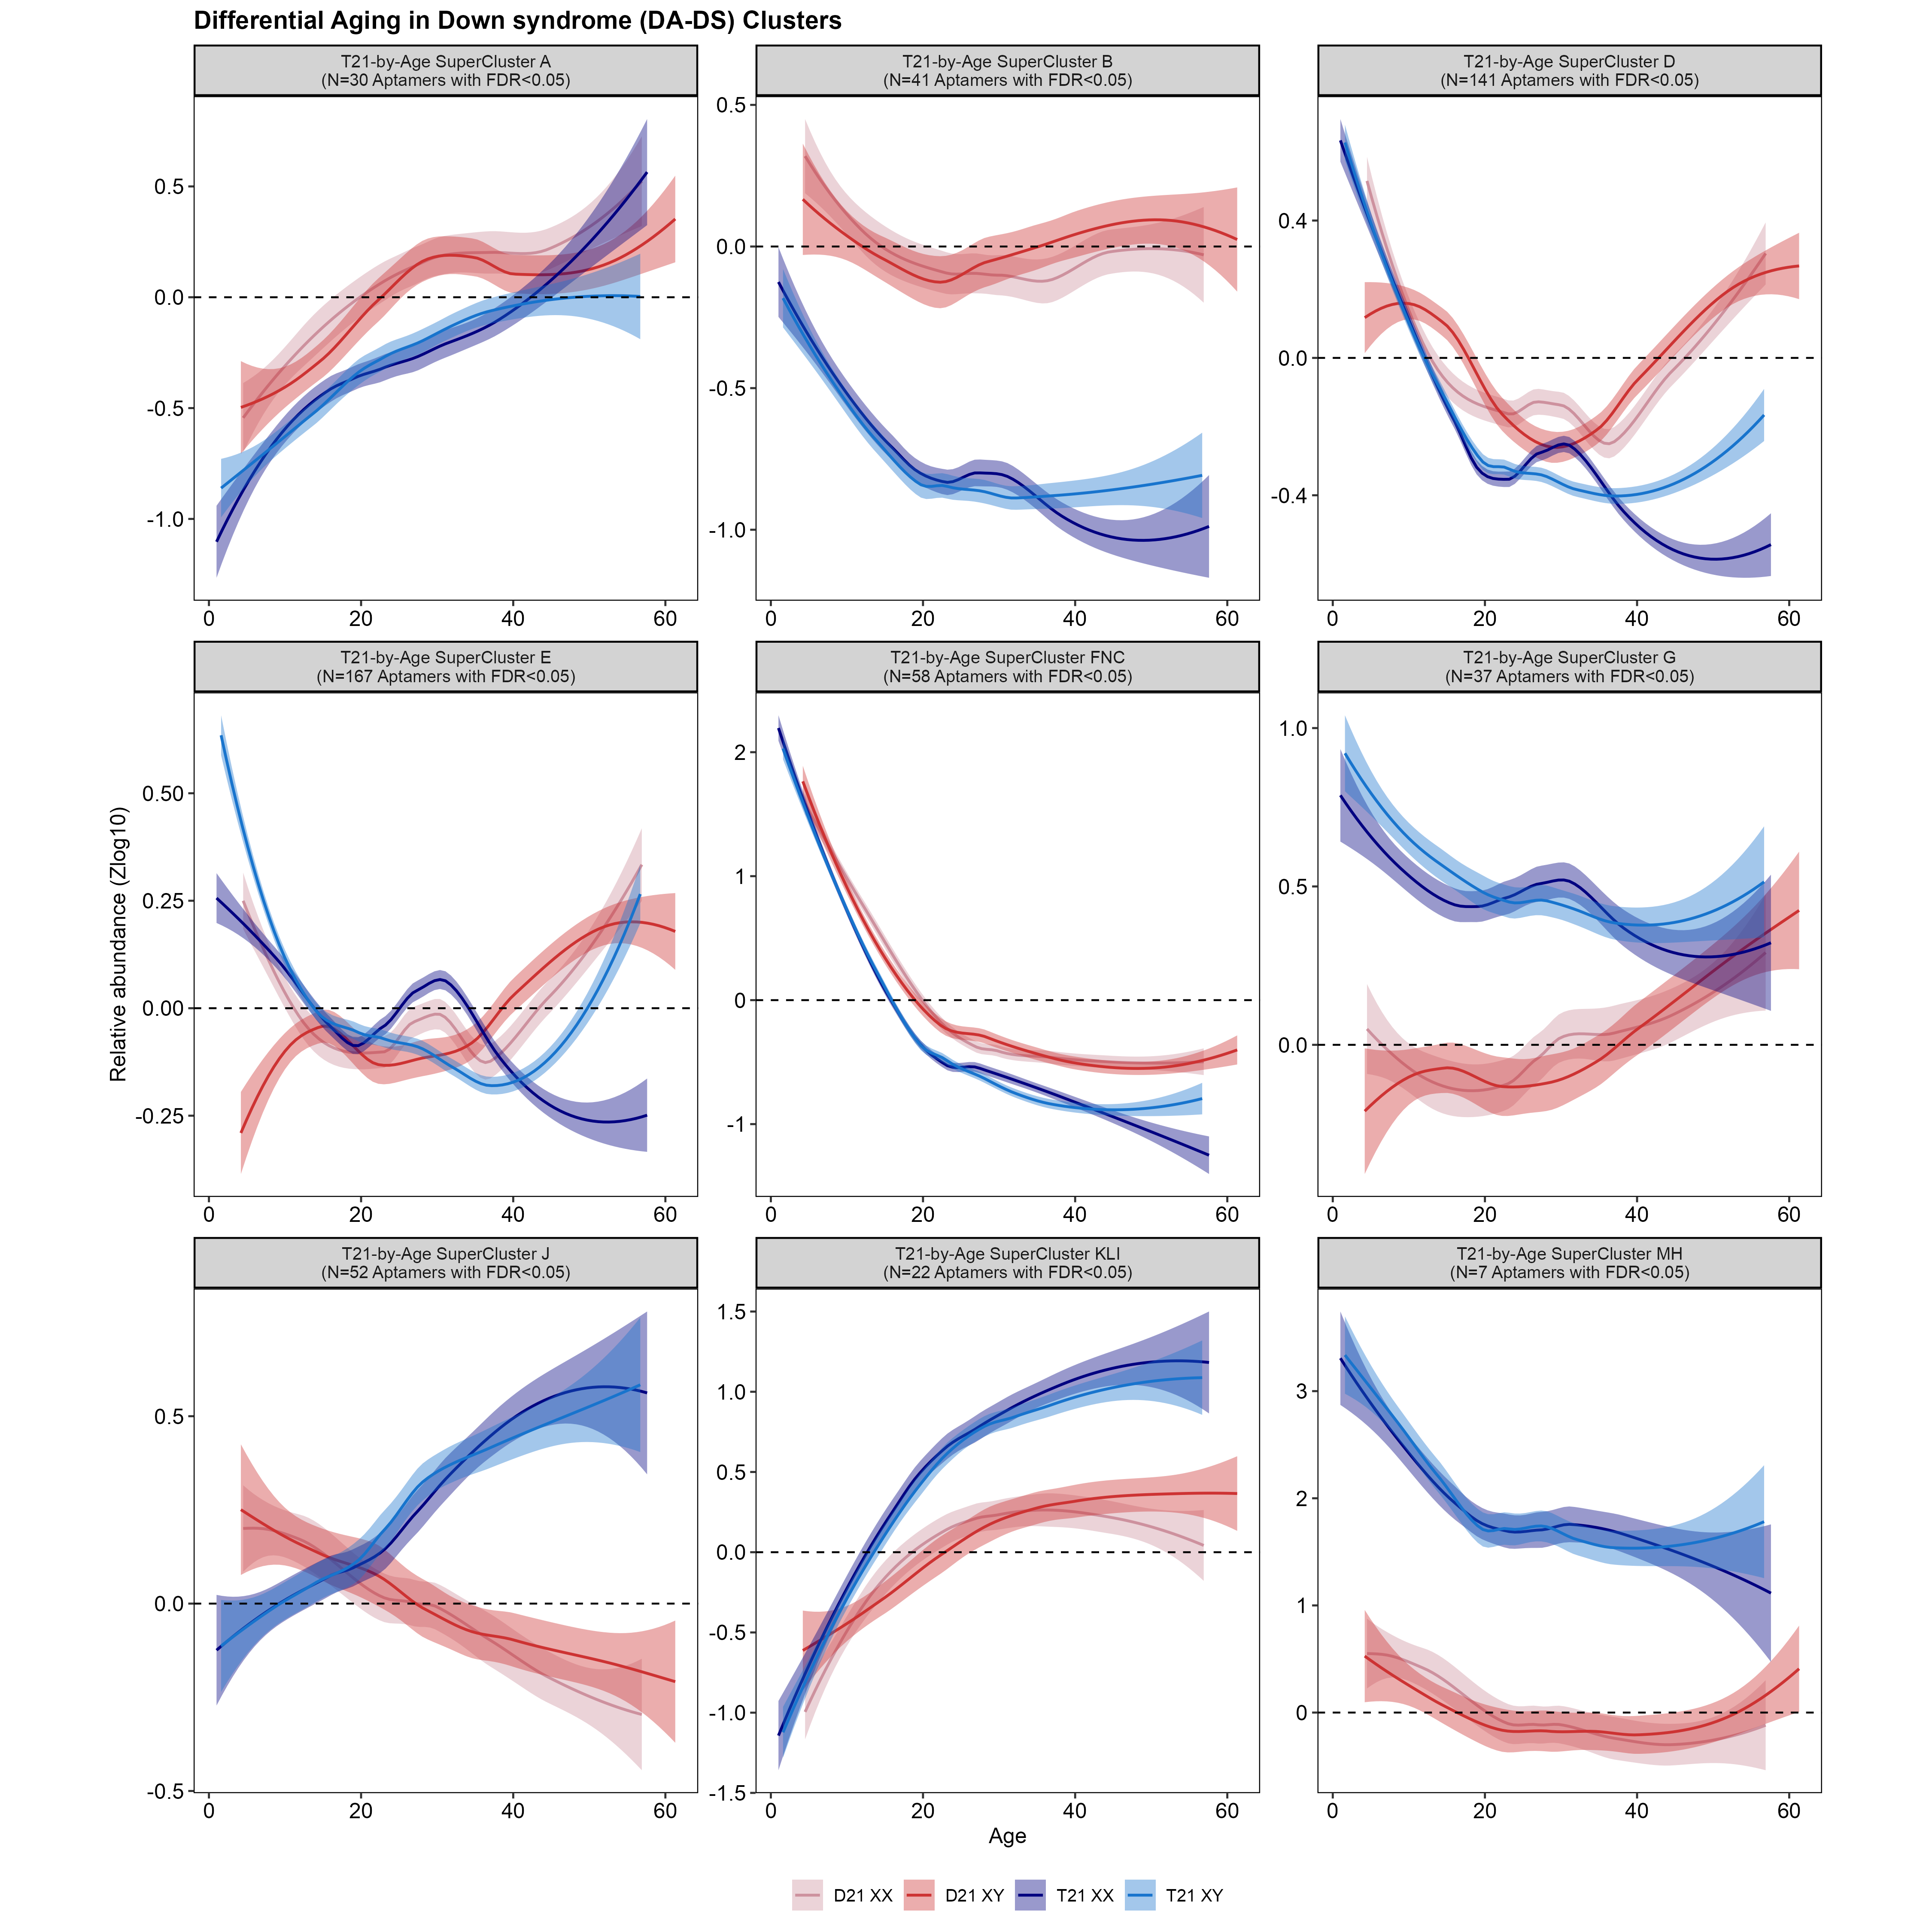 Differential Aging in Down syndrome (DA-DS) Clusters
T21-by-Age SuperCluster A
(N=30 Aptamers with FDR<0.05)
T21-by-Age SuperCluster B
(N=41 Aptamers with FDR<0.05)
T21-by-Age SuperCluster D
(N=141 Aptamers with FDR<0.05)
0.5
0.0
-0.5
-1.0
0 20 40 60
0.5
0.0
-0.5
-1.0
0 20 40 60
0.4
0.0
-0.4
0 20 40 60
T21-by-Age SuperCluster E
(N=167 Aptamers with FDR<0.05)
T21-by-Age SuperCluster FNC
(N=58 Aptamers with FDR<0.05)
T21-by-Age SuperCluster G
(N=37 Aptamers with FDR<0.05)
Relative abundance (Zlog10)
0.50
0.25
0.00
-0.25
0 20 40 60
2
1
0
-1
0 20 40 60
1.0
0.5
0.0
0 20 40 60
T21-by-Age SuperCluster J
(N=52 Aptamers with FDR<0.05)
T21-by-Age SuperCluster KLI
(N=22 Aptamers with FDR<0.05)
T21-by-Age SuperCluster MH
(N=7 Aptamers with FDR<0.05)
0.5
0.0
-0.5
0 20 40 60
1.5
1.0
0.5
0.0
-0.5
-1.0
-1.5
0 20 40 60
3
2
1
0
0 20 40 60
Age
D21 XX D21 XY T21 XX T21 XY